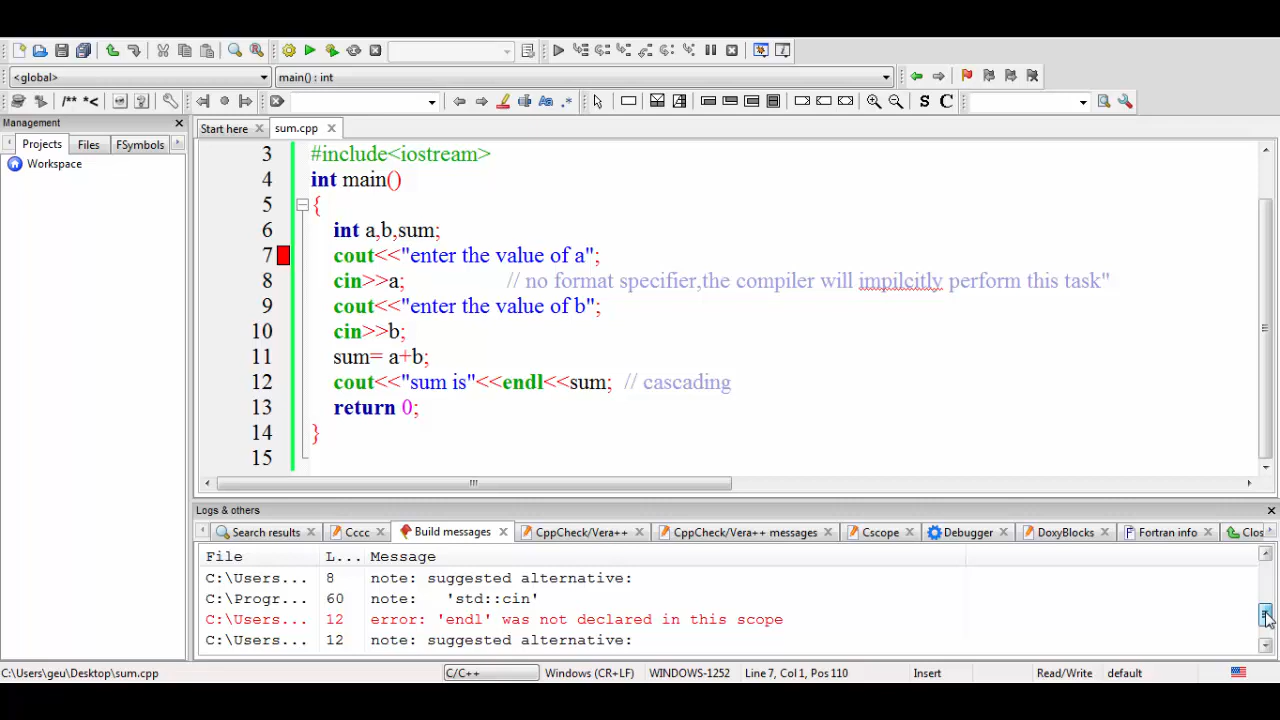 <global>
main() : int
/** *<
Aa .*
S C
Management
Start here
sum.cpp
Projects Files FSymbols
Workspace
3 #include<iostream>
4 int main()
5 {
6 int a,b,sum;
7 cout<<"enter the value of a";
8 cin>>a; // no format specifier,the compiler will impilcitly perform this task"
9 cout<<"enter the value of b";
10 cin>>b;
11 sum= a+b;
12 cout<<"sum is"<<endl<<sum; // cascading
13 return 0;
14 }
15
Logs & others
Search results Cccc Build messages CppCheck/Vera++ CppCheck/Vera++ messages Cscope Debugger DoxyBlocks Fortran info Clos
File L... Message
C:\Users... 8 note: suggested alternative:
C:\Progr... 60 note: 'std::cin'
C:\Users... 12 error: 'endl' was not declared in this scope
C:\Users... 12 note: suggested alternative:
C:\Users\geu\Desktop\sum.cpp C/C++ Windows (CR+LF) WINDOWS-1252 Line 7, Col 1, Pos 110 Insert Read/Write default